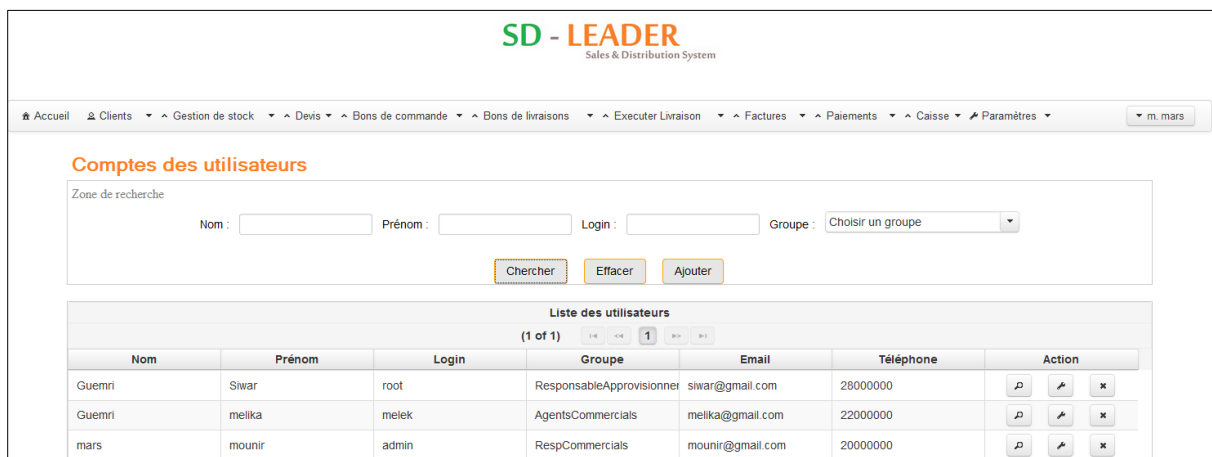 SD - LEADER
Sales & Distribution System
Accueil Clients Gestion de stock Devis Bons de commande Bons de livraisons Executer Livraison Factures Paiements Caisse Paramètres m. mars
Comptes des utilisateurs
Zone de recherche
Nom : Prénom : Login : Groupe : Choisir un groupe
Chercher Effacer Ajouter
Liste des utilisateurs
(1 of 1) 1
Nom Prénom Login Groupe Email Téléphone Action
Guemri Siwar root ResponsableApprovisionner siwar@gmail.com 28000000
Guemri melika melek AgentsCommercials melika@gmail.com 22000000
mars mounir admin RespCommercials mounir@gmail.com 20000000